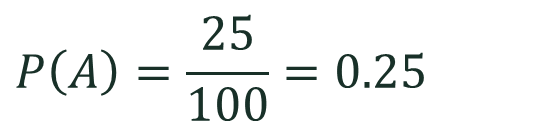 P(A) = 25/100 = 0.25